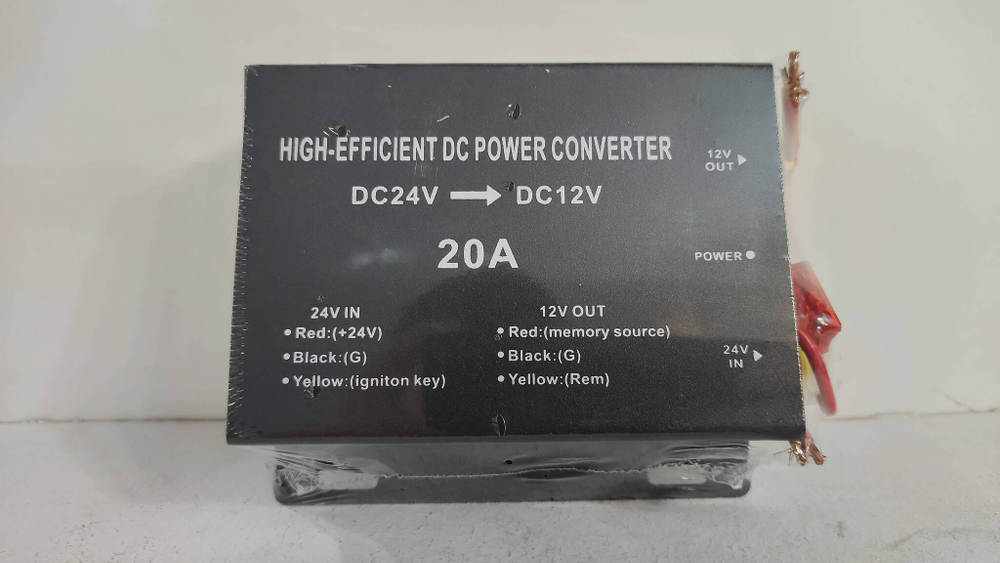 HIGH-EFFICIENT DC POWER CONVERTER
DC24V → DC12V
20A
12V
OUT
POWER
24V
IN
24V IN
• Red:(+24V)
• Black:(G)
• Yellow:(igniton key)
12V OUT
• Red:(memory source)
• Black:(G)
• Yellow:(Rem)